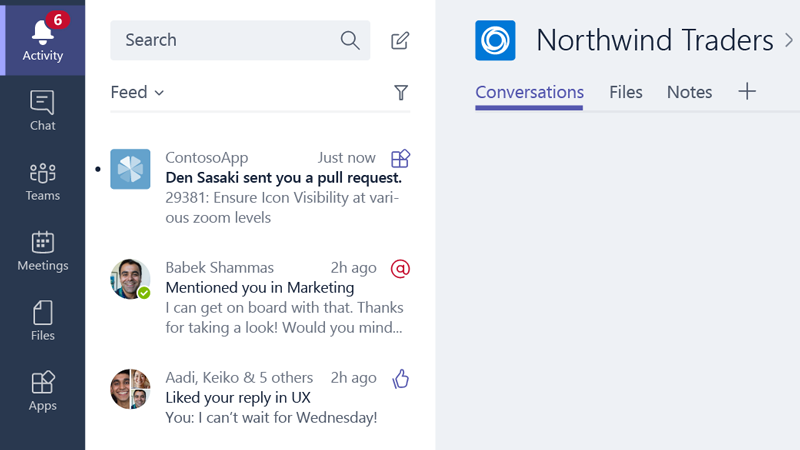 6
Activity
Chat
Teams
Meetings
Files
Apps
Search
Feed
ContosoApp Just now
Den Sasaki sent you a pull request.
29381: Ensure Icon Visibility at vari-
ous zoom levels
Babek Shammas 2h ago
@
Mentioned you in Marketing
I can get on board with that. Thanks
for taking a look! Would you mind...
Aadi, Keiko & 5 others 2h ago
Liked your reply in UX
You: I can't wait for Wednesday!
Northwind Traders
Conversations Files Notes